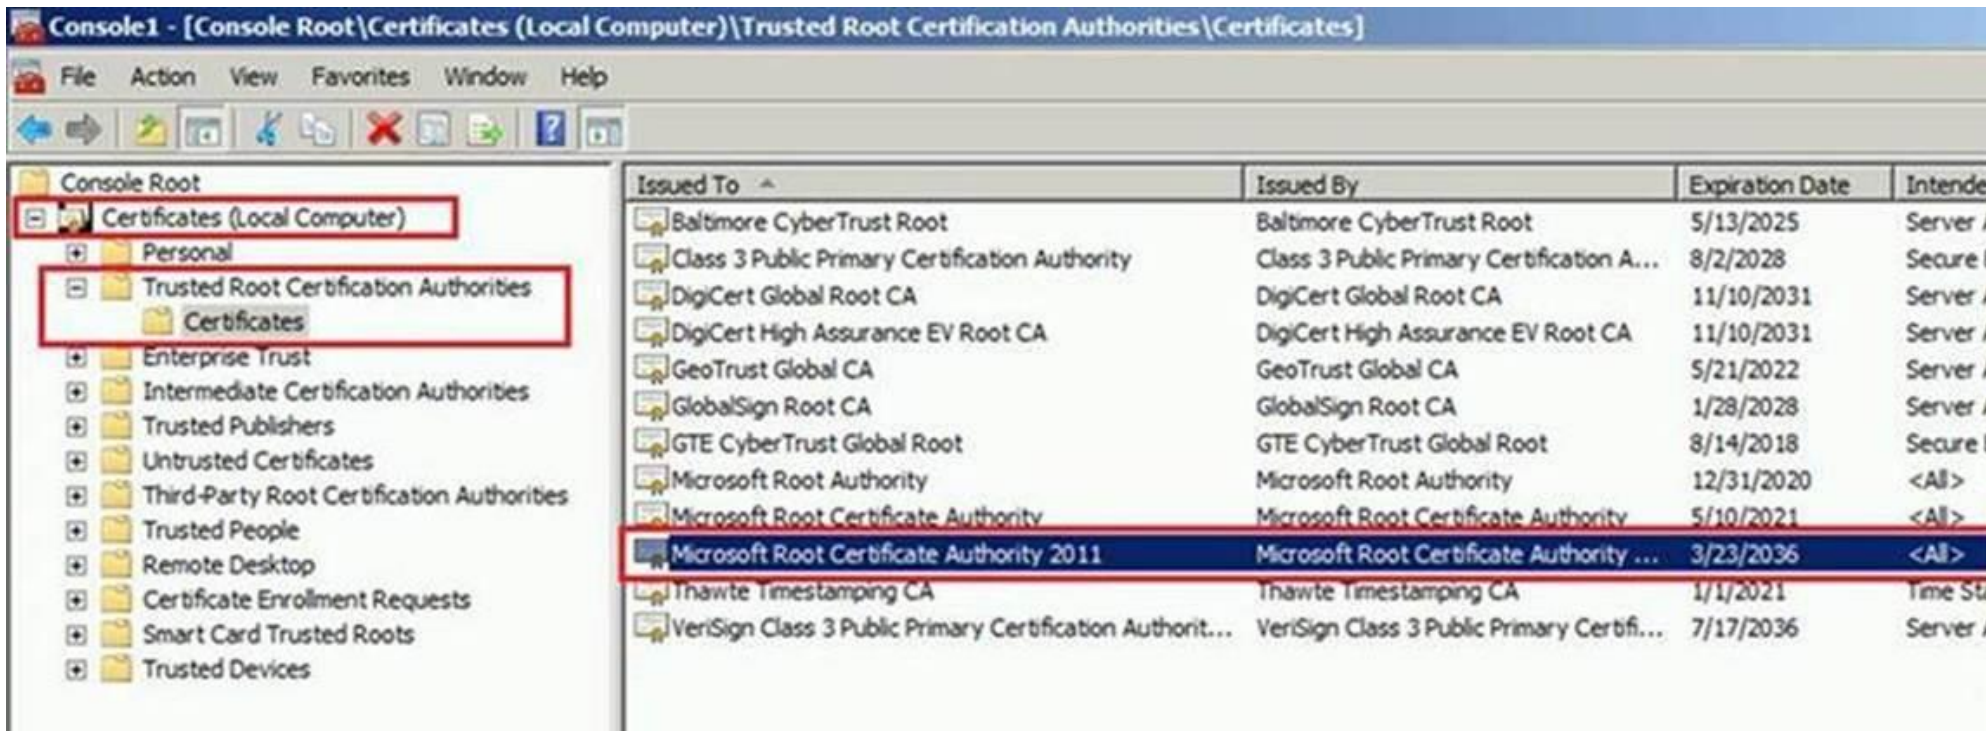 Console1 - [Console Root\Certificates (Local Computer)\Trusted Root Certification Authorities\Certificates]
File Action View Favorites Window Help
Console Root
Certificates (Local Computer)
Personal
Trusted Root Certification Authorities
Certificates
Enterprise Trust
Intermediate Certification Authorities
Trusted Publishers
Untrusted Certificates
Third-Party Root Certification Authorities
Trusted People
Remote Desktop
Certificate Enrollment Requests
Smart Card Trusted Roots
Trusted Devices
Issued To Issued By Expiration Date Intende
Baltimore CyberTrust Root Baltimore CyberTrust Root 5/13/2025 Server
Class 3 Public Primary Certification Authority Class 3 Public Primary Certification A... 8/2/2028 Secure
DigiCert Global Root CA DigiCert Global Root CA 11/10/2031 Server
DigiCert High Assurance EV Root CA DigiCert High Assurance EV Root CA 11/10/2031 Server
GeoTrust Global CA GeoTrust Global CA 5/21/2022 Server
GlobalSign Root CA GlobalSign Root CA 1/28/2028 Server
GTE CyberTrust Global Root GTE CyberTrust Global Root 8/14/2018 Secure
Microsoft Root Authority Microsoft Root Authority 12/31/2020 <All>
Microsoft Root Certificate Authority Microsoft Root Certificate Authority 5/10/2021 <All>
Microsoft Root Certificate Authority 2011 Microsoft Root Certificate Authority ... 3/23/2036 <All>
Thawte Timestamping CA Thawte Timestamping CA 1/1/2021 Time St
VeriSign Class 3 Public Primary Certification Authorit... VeriSign Class 3 Public Primary Certifi... 7/17/2036 Server